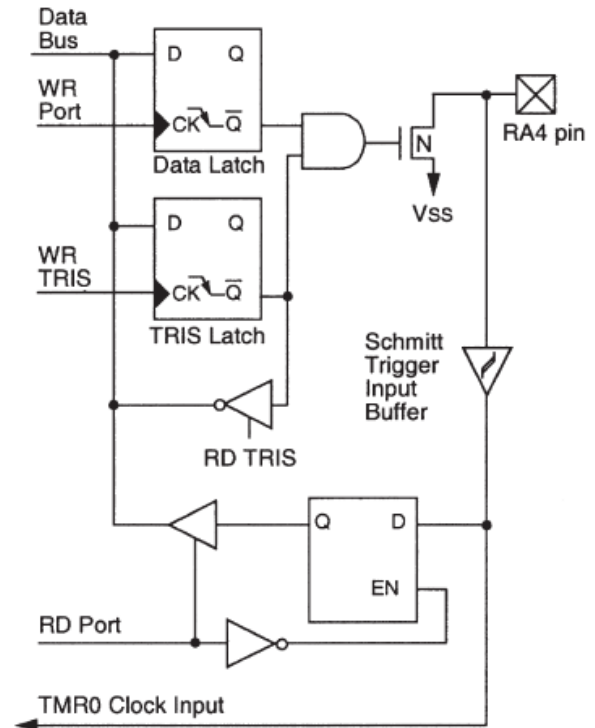 Data
Bus
D Q
WR
Port
CK Q
Data Latch
N
RA4 pin
Vss
D Q
WR
TRIS
CK Q
TRIS Latch
Schmitt
Trigger
Input
Buffer
RD TRIS
Q D
EN
RD Port
TMR0 Clock Input